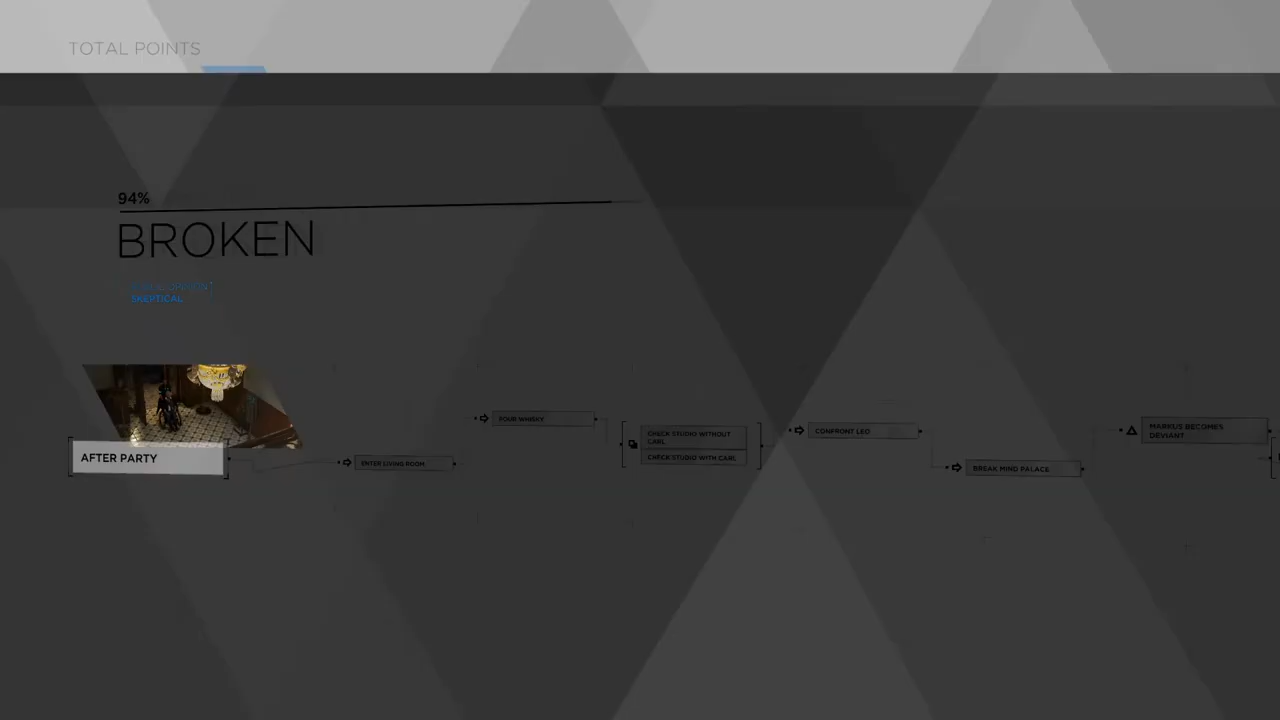 TOTAL POINTS
94%
BROKEN
SKEPTICAL
AFTER PARTY
ENTER LIVING ROOM
POUR WHISKY
CHECK STUDIO WITHOUT
CARL
CHECK STUDIO WITH CARL
CONFRONT LEO
BREAK MIND PALACE
MARKUS BECOMES
DEVIANT